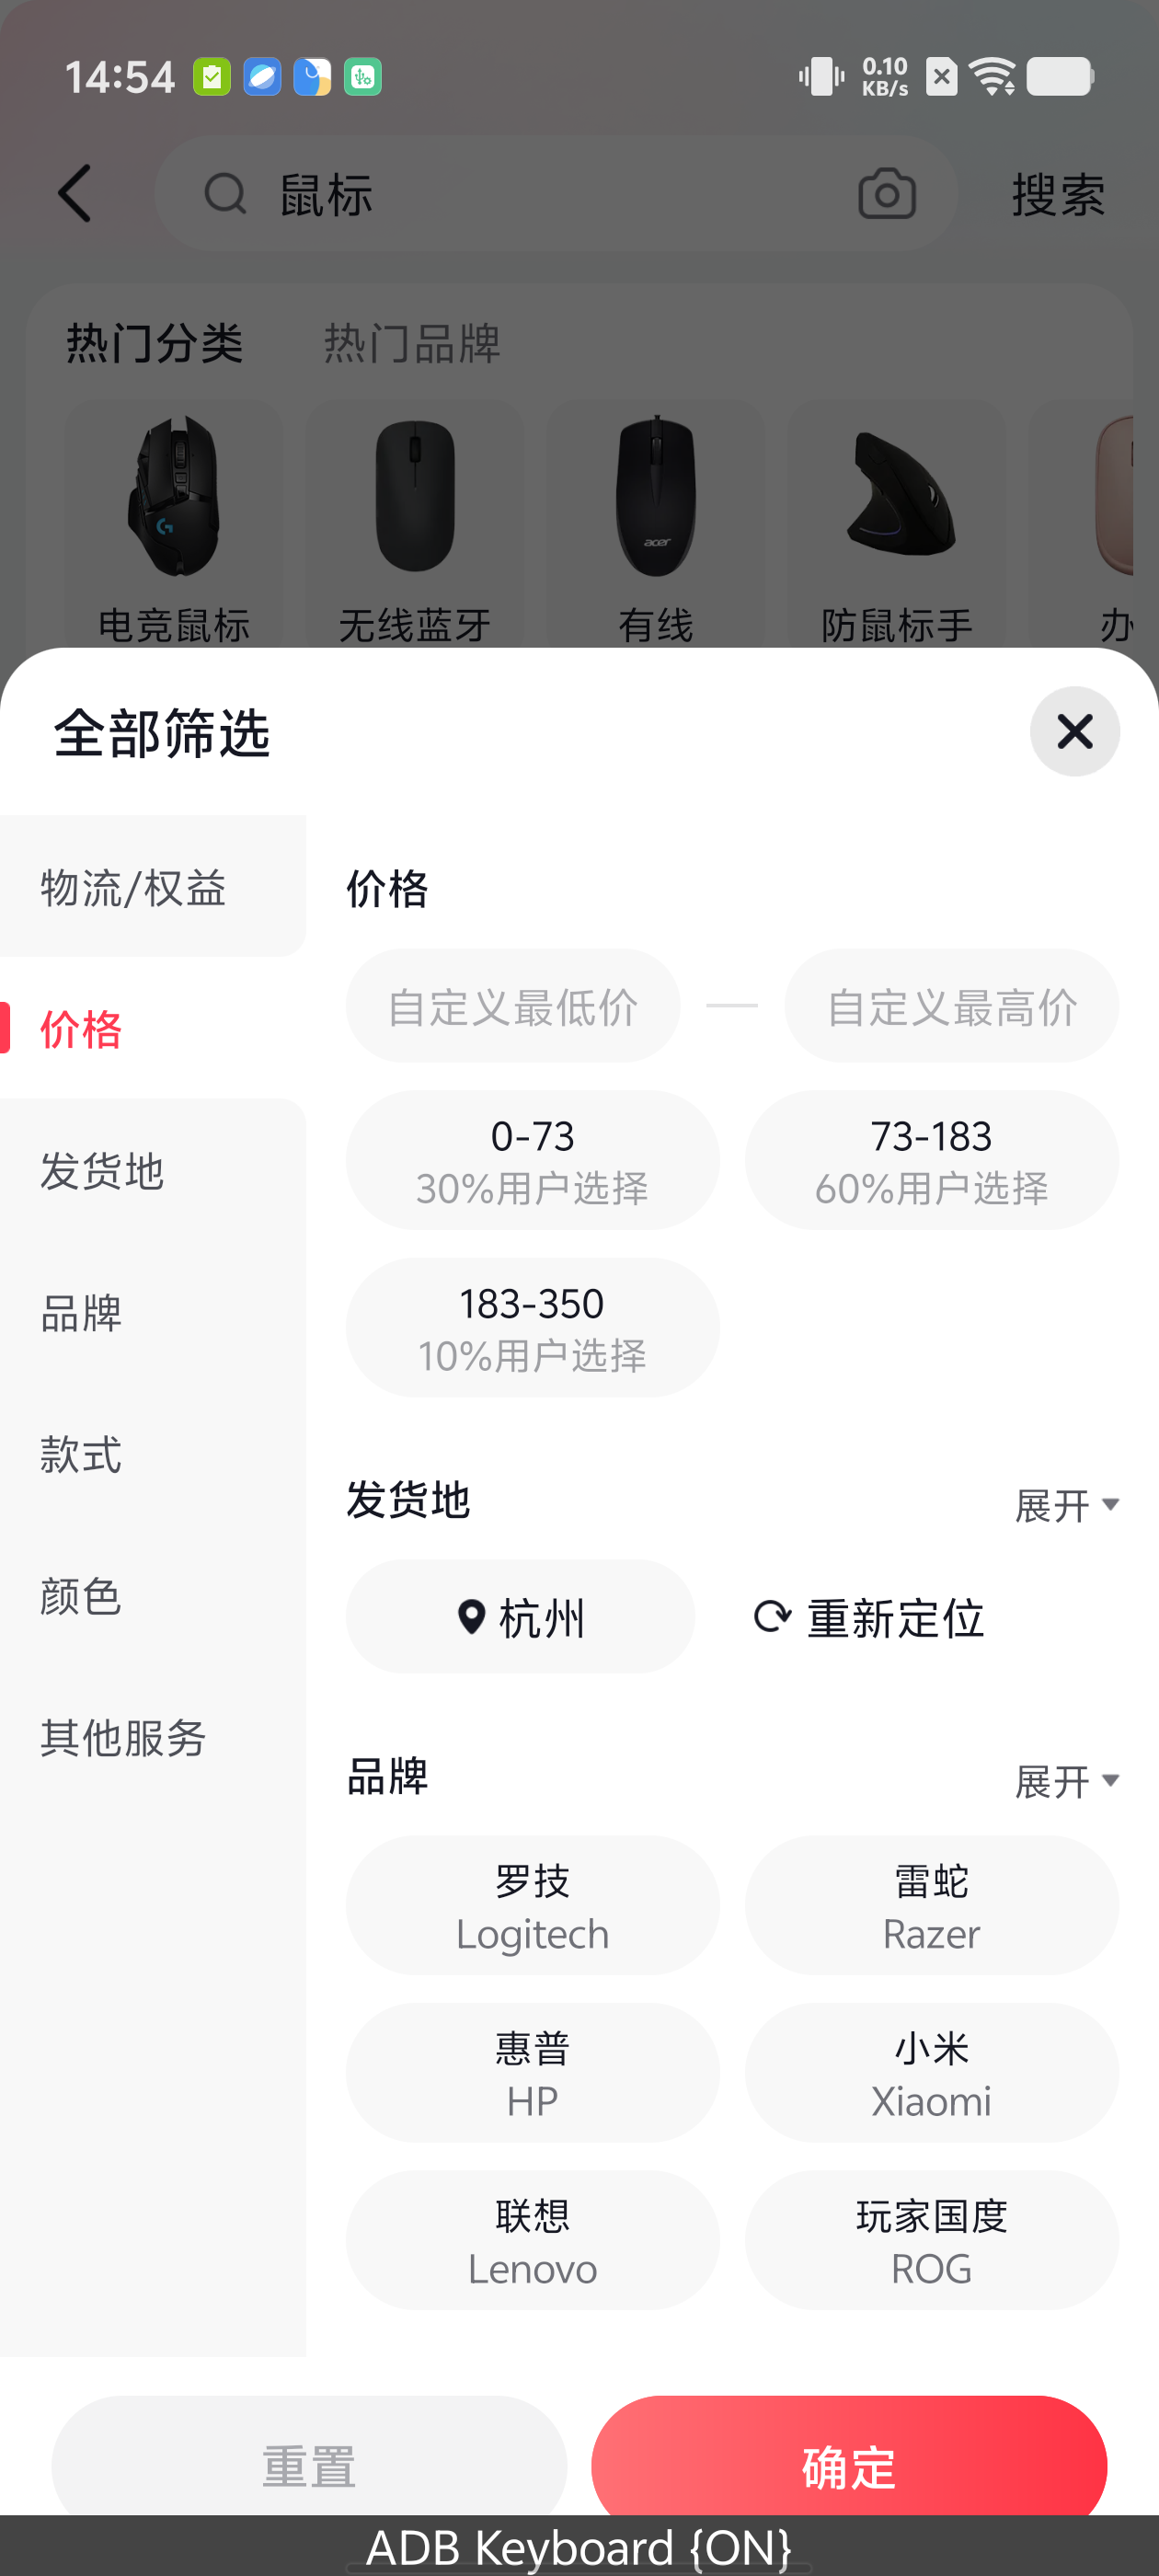 14:54
0.10
KB/s
鼠标
搜索
热门分类 热门品牌
acer
电竞鼠标 无线蓝牙 有线 防鼠标手
全部筛选
物流/权益
价格
发货地
品牌
款式
颜色
其他服务
价格
自定义最低价 自定义最高价
0-73
30%用户选择
73-183
60%用户选择
183-350
10%用户选择
发货地 展开
杭州 重新定位
品牌 展开
罗技
Logitech
雷蛇
Razer
惠普
HP
小米
Xiaomi
联想
Lenovo
玩家国度
ROG
重置 确定
ADB Keyboard {ON}